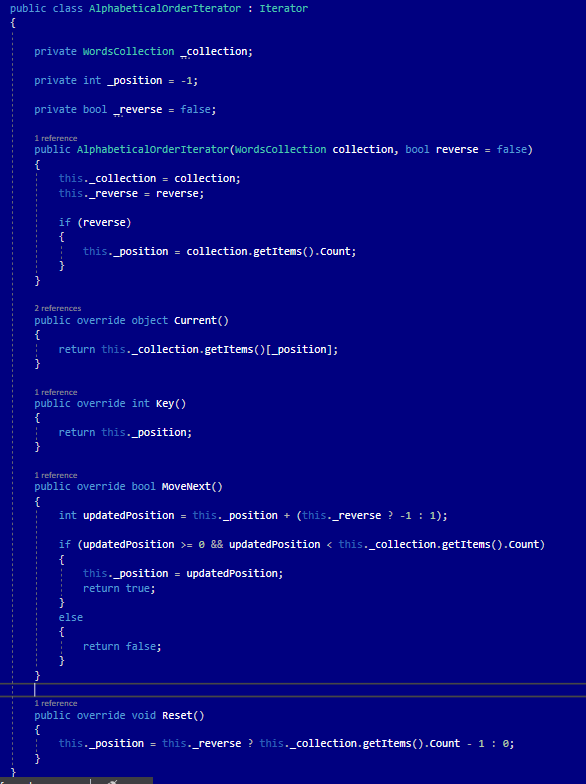 public class AlphabeticalOrderIterator : Iterator
{
private WordsCollection _collection;
private int _position = -1;
private bool _reverse = false;
1 reference
public AlphabeticalOrderIterator(WordsCollection collection, bool reverse = false)
{
this._collection = collection;
this._reverse = reverse;
if (reverse)
{
this._position = collection.getItems().Count;
}
}
2 references
public override object Current()
{
return this._collection.getItems()[_position];
}
1 reference
public override int Key()
{
return this._position;
}
1 reference
public override bool MoveNext()
{
int updatedPosition = this._position + (this._reverse ? -1 : 1);
if (updatedPosition >= 0 && updatedPosition < this._collection.getItems().Count)
{
this._position = updatedPosition;
return true;
}
else
{
return false;
}
}
1 reference
public override void Reset()
{
this._position = this._reverse ? this._collection.getItems().Count - 1 : 0;
}
}